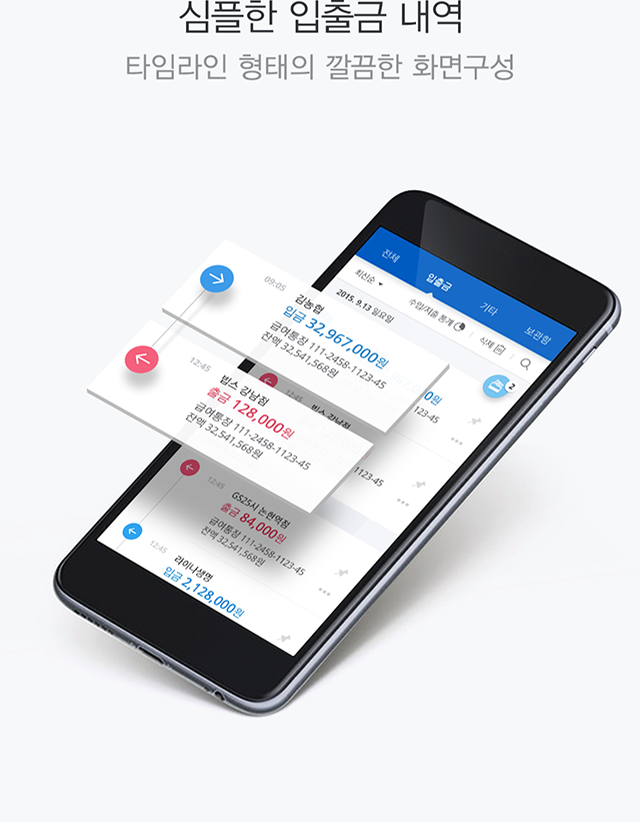 심플한 입출금 내역
타임라인 형태의 깔끔한 화면구성
전체
입출금
기타
보관함
최신순
수입/지출 통계
삭제
2015. 9.13 일요일
2
09:05
김농협
입금 32,967,000원
급여통장 111-2458-1123-45
잔액 32,541,568원
12:45
빕스 강남점
출금 128,000원
급여통장 111-2458-1123-45
잔액 32,541,568원
12:45
GS25시 논현역점
출금 84,000원
급여통장 111-2458-1123-45
잔액 32,541,568원
12:45
라이나생명
입금 2,128,000원